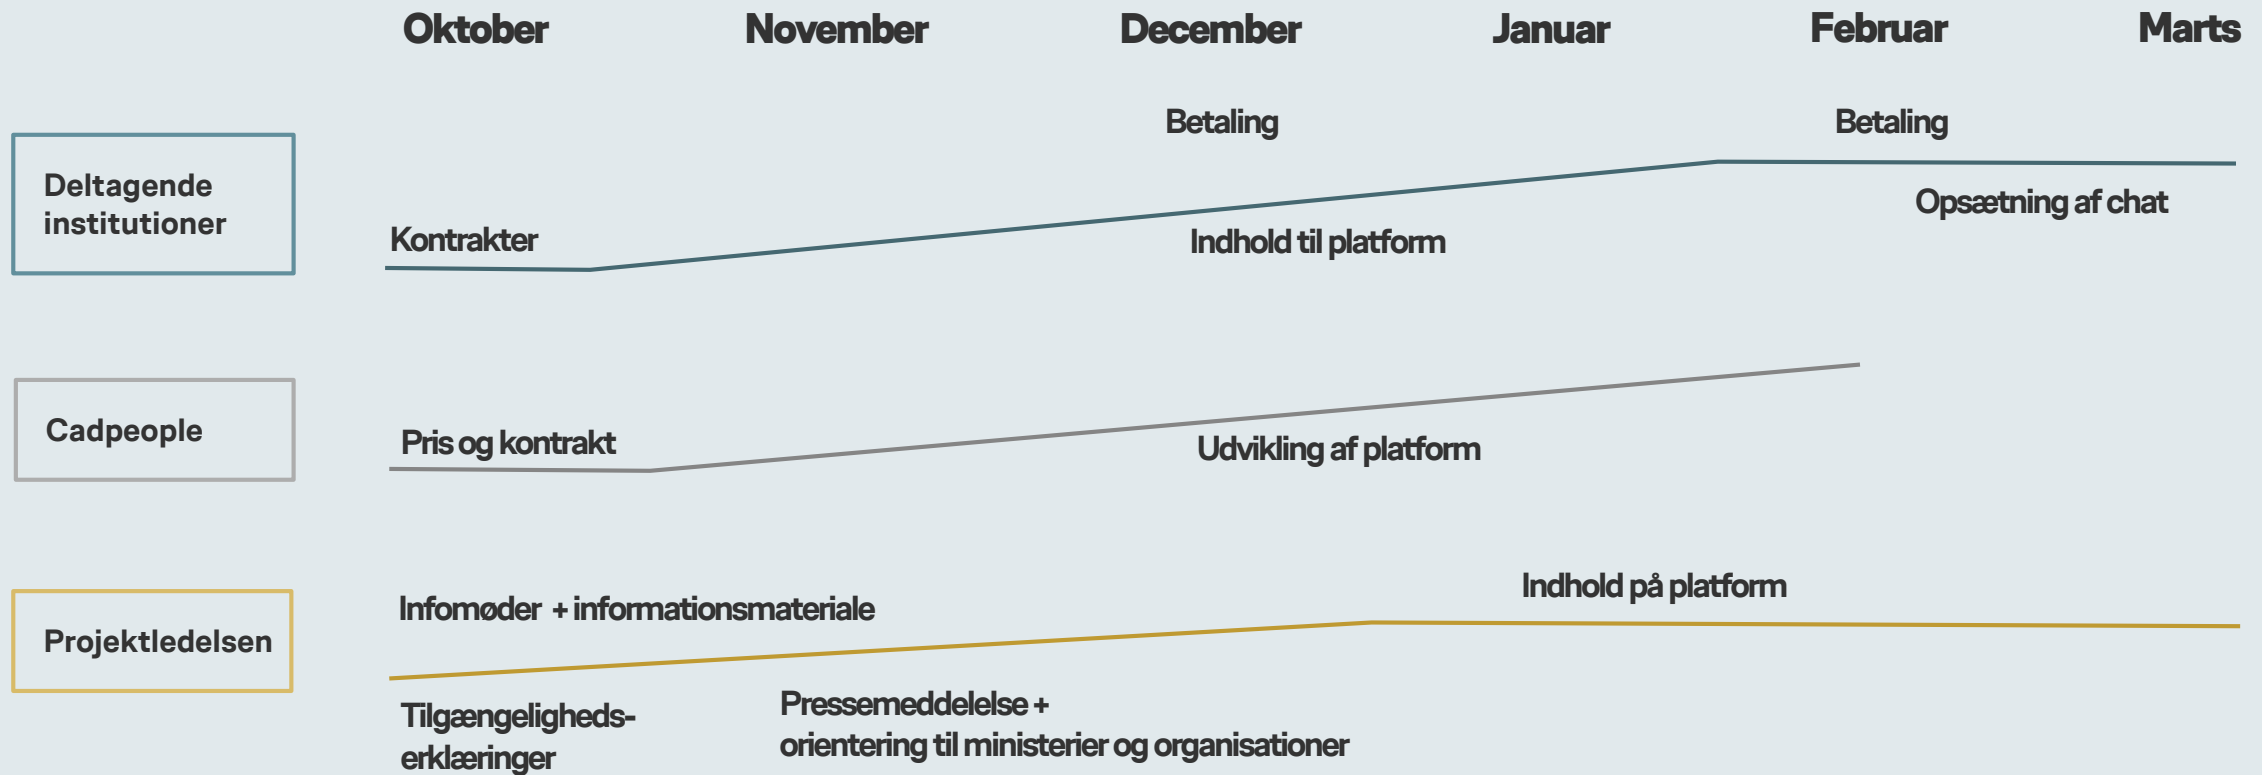 Oktober November December Januar Februar Marts
Betaling Betaling
Deltagende
institutioner
Opsætning af chat
Kontrakter
Indhold til platform
Cadpeople
Pris og kontrakt
Udvikling af platform
Indhold på platform
Infomøder + informationsmateriale
Projektledelsen
Tilgængeligheds-
erklæringer
Pressemeddelelse +
orientering til ministerier og organisationer